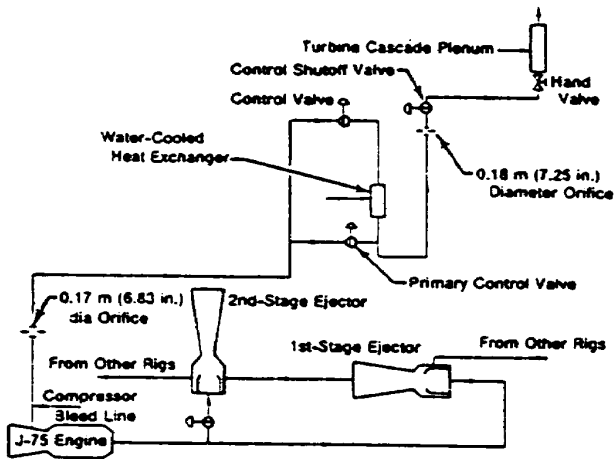 Turbine Cascade Plenum
Control Shutoff Valve
Hand
Valve
Control Valve
Water-Cooled
Heat Exchanger
0.18 m (7.25 in.)
Diameter Orifice
Primary Control Valve
0.17 m (6.83 in.)
dia Orifice
2nd-Stage Ejector
1st-Stage Ejector
From Other Rigs
From Other Rigs
Compressor
Bleed Line
J-75 Engine